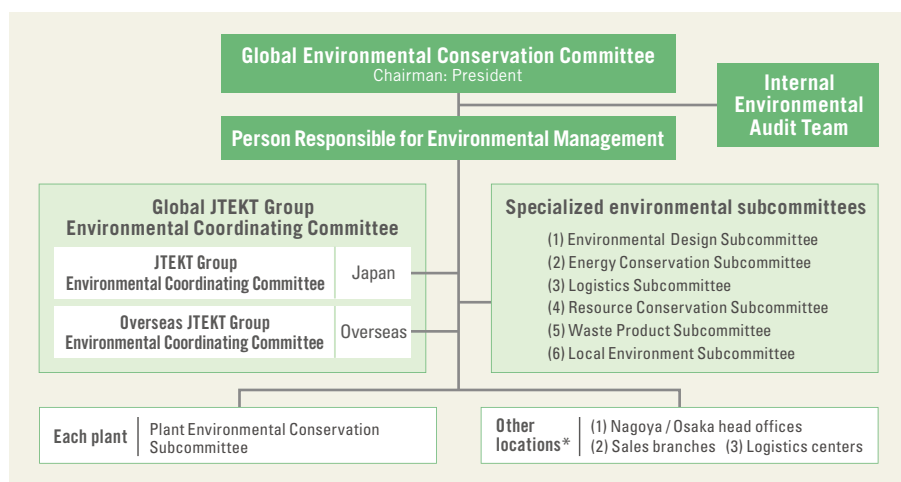 Global Environmental Conservation Committee
Chairman: President
Internal
Environmental
Audit Team
Person Responsible for Environmental Management
Global JTEKT Group
Environmental Coordinating Committee
JTEKT Group
Environmental Coordinating Committee
Japan
Overseas JTEKT Group
Environmental Coordinating Committee
Overseas
Specialized environmental subcommittees
(1) Environmental Design Subcommittee
(2) Energy Conservation Subcommittee
(3) Logistics Subcommittee
(4) Resource Conservation Subcommittee
(5) Waste Product Subcommittee
(6) Local Environment Subcommittee
Each plant
Plant Environmental Conservation
Subcommittee
Other
locations*
(1) Nagoya / Osaka head offices
(2) Sales branches (3) Logistics centers